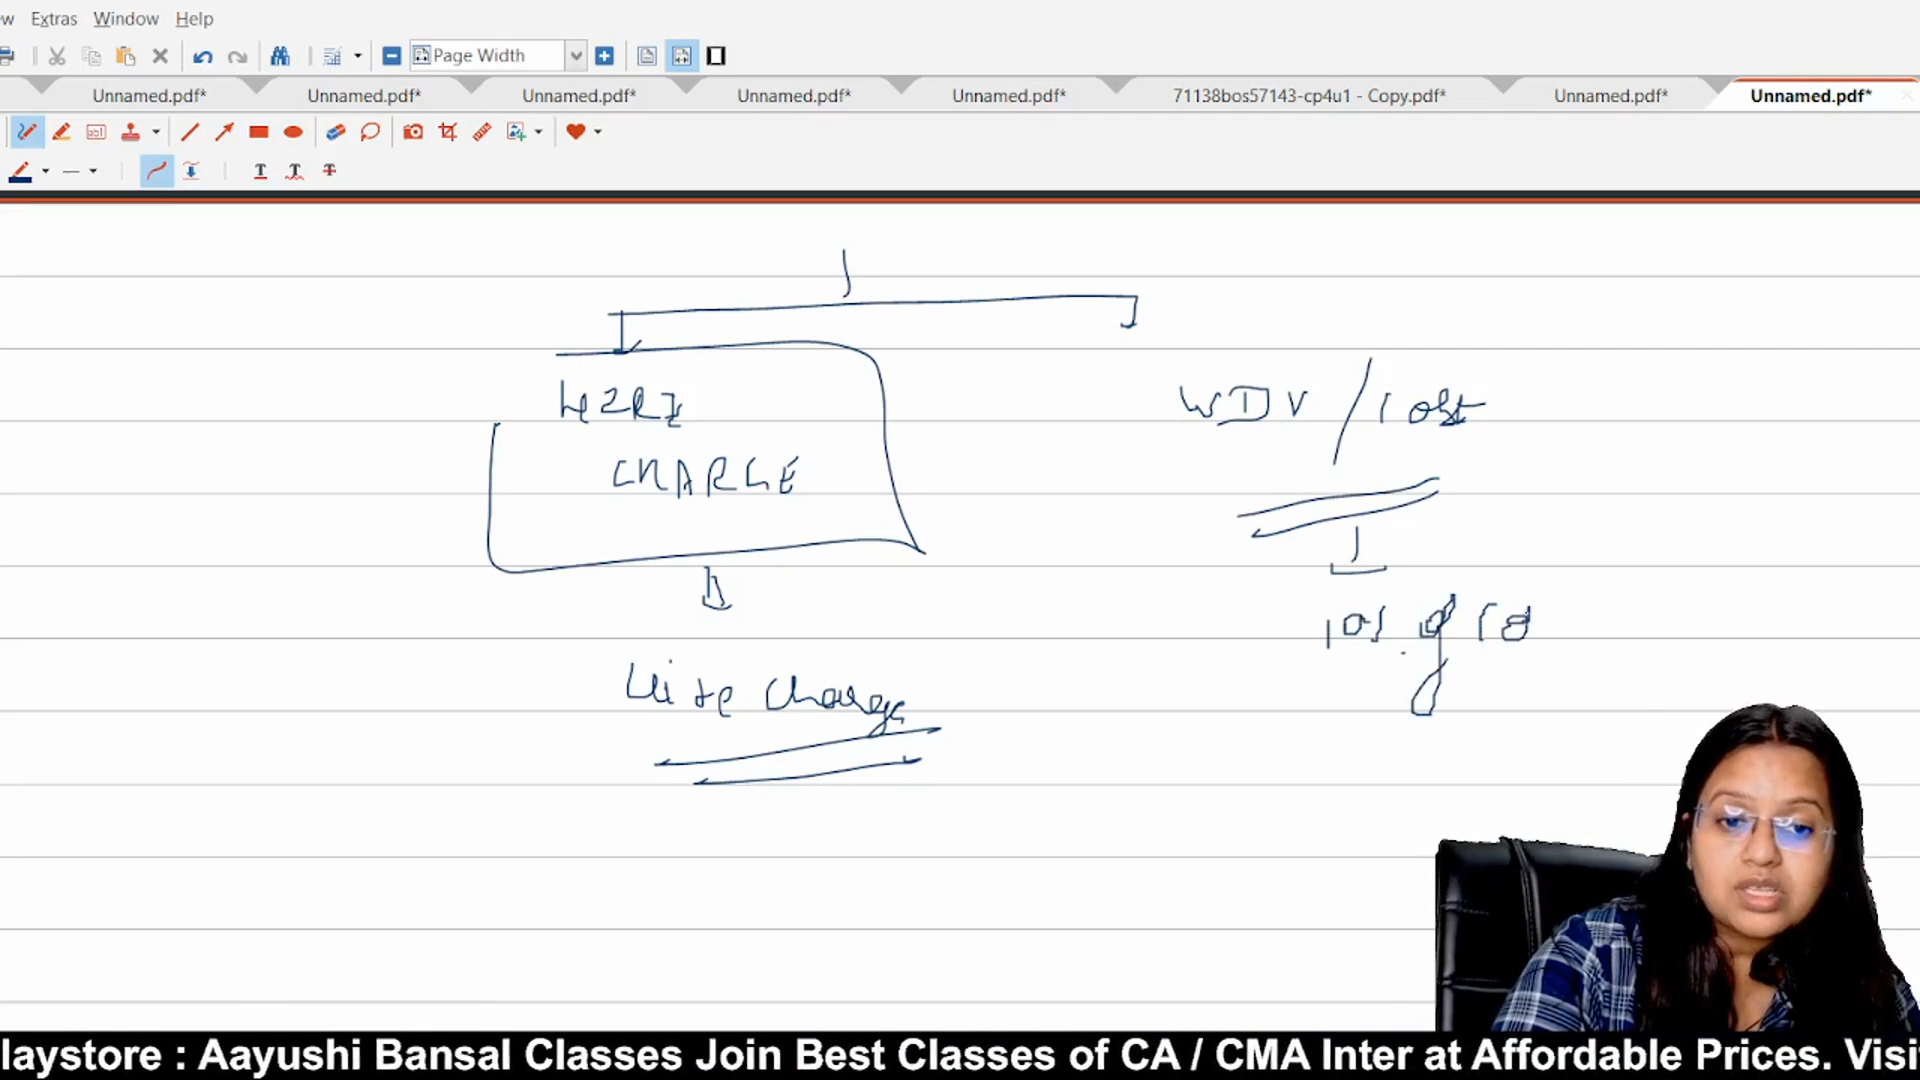 Extras Window Help
Page Width
Unnamed.pdf* Unnamed.pdf* Unnamed.pdf* Unnamed.pdf* Unnamed.pdf* 71138bos57143-cp4u1 - Copy.pdf* Unnamed.pdf* Unnamed.pdf*
WDV / Cost
CHARGE
10% of
Charge
laystore : Aayushi Bansal Classes Join Best Classes of CA / CMA Inter at Affordable Prices. Visi